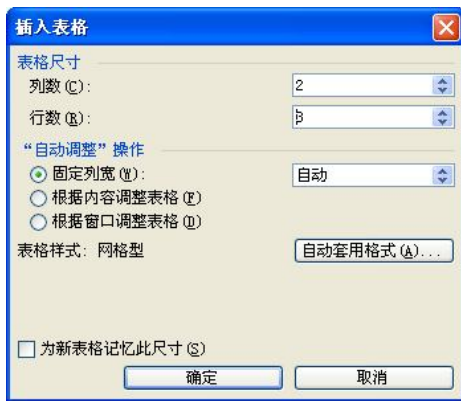 插入表格
表格尺寸
列数(C): 2
行数(R): 3
“自动调整”操作
固定列宽(W): 自动
根据内容调整表格(F)
根据窗口调整表格(D)
表格样式: 网格型 自动套用格式(A)...
为新表格记忆此尺寸(S)
确定 取消